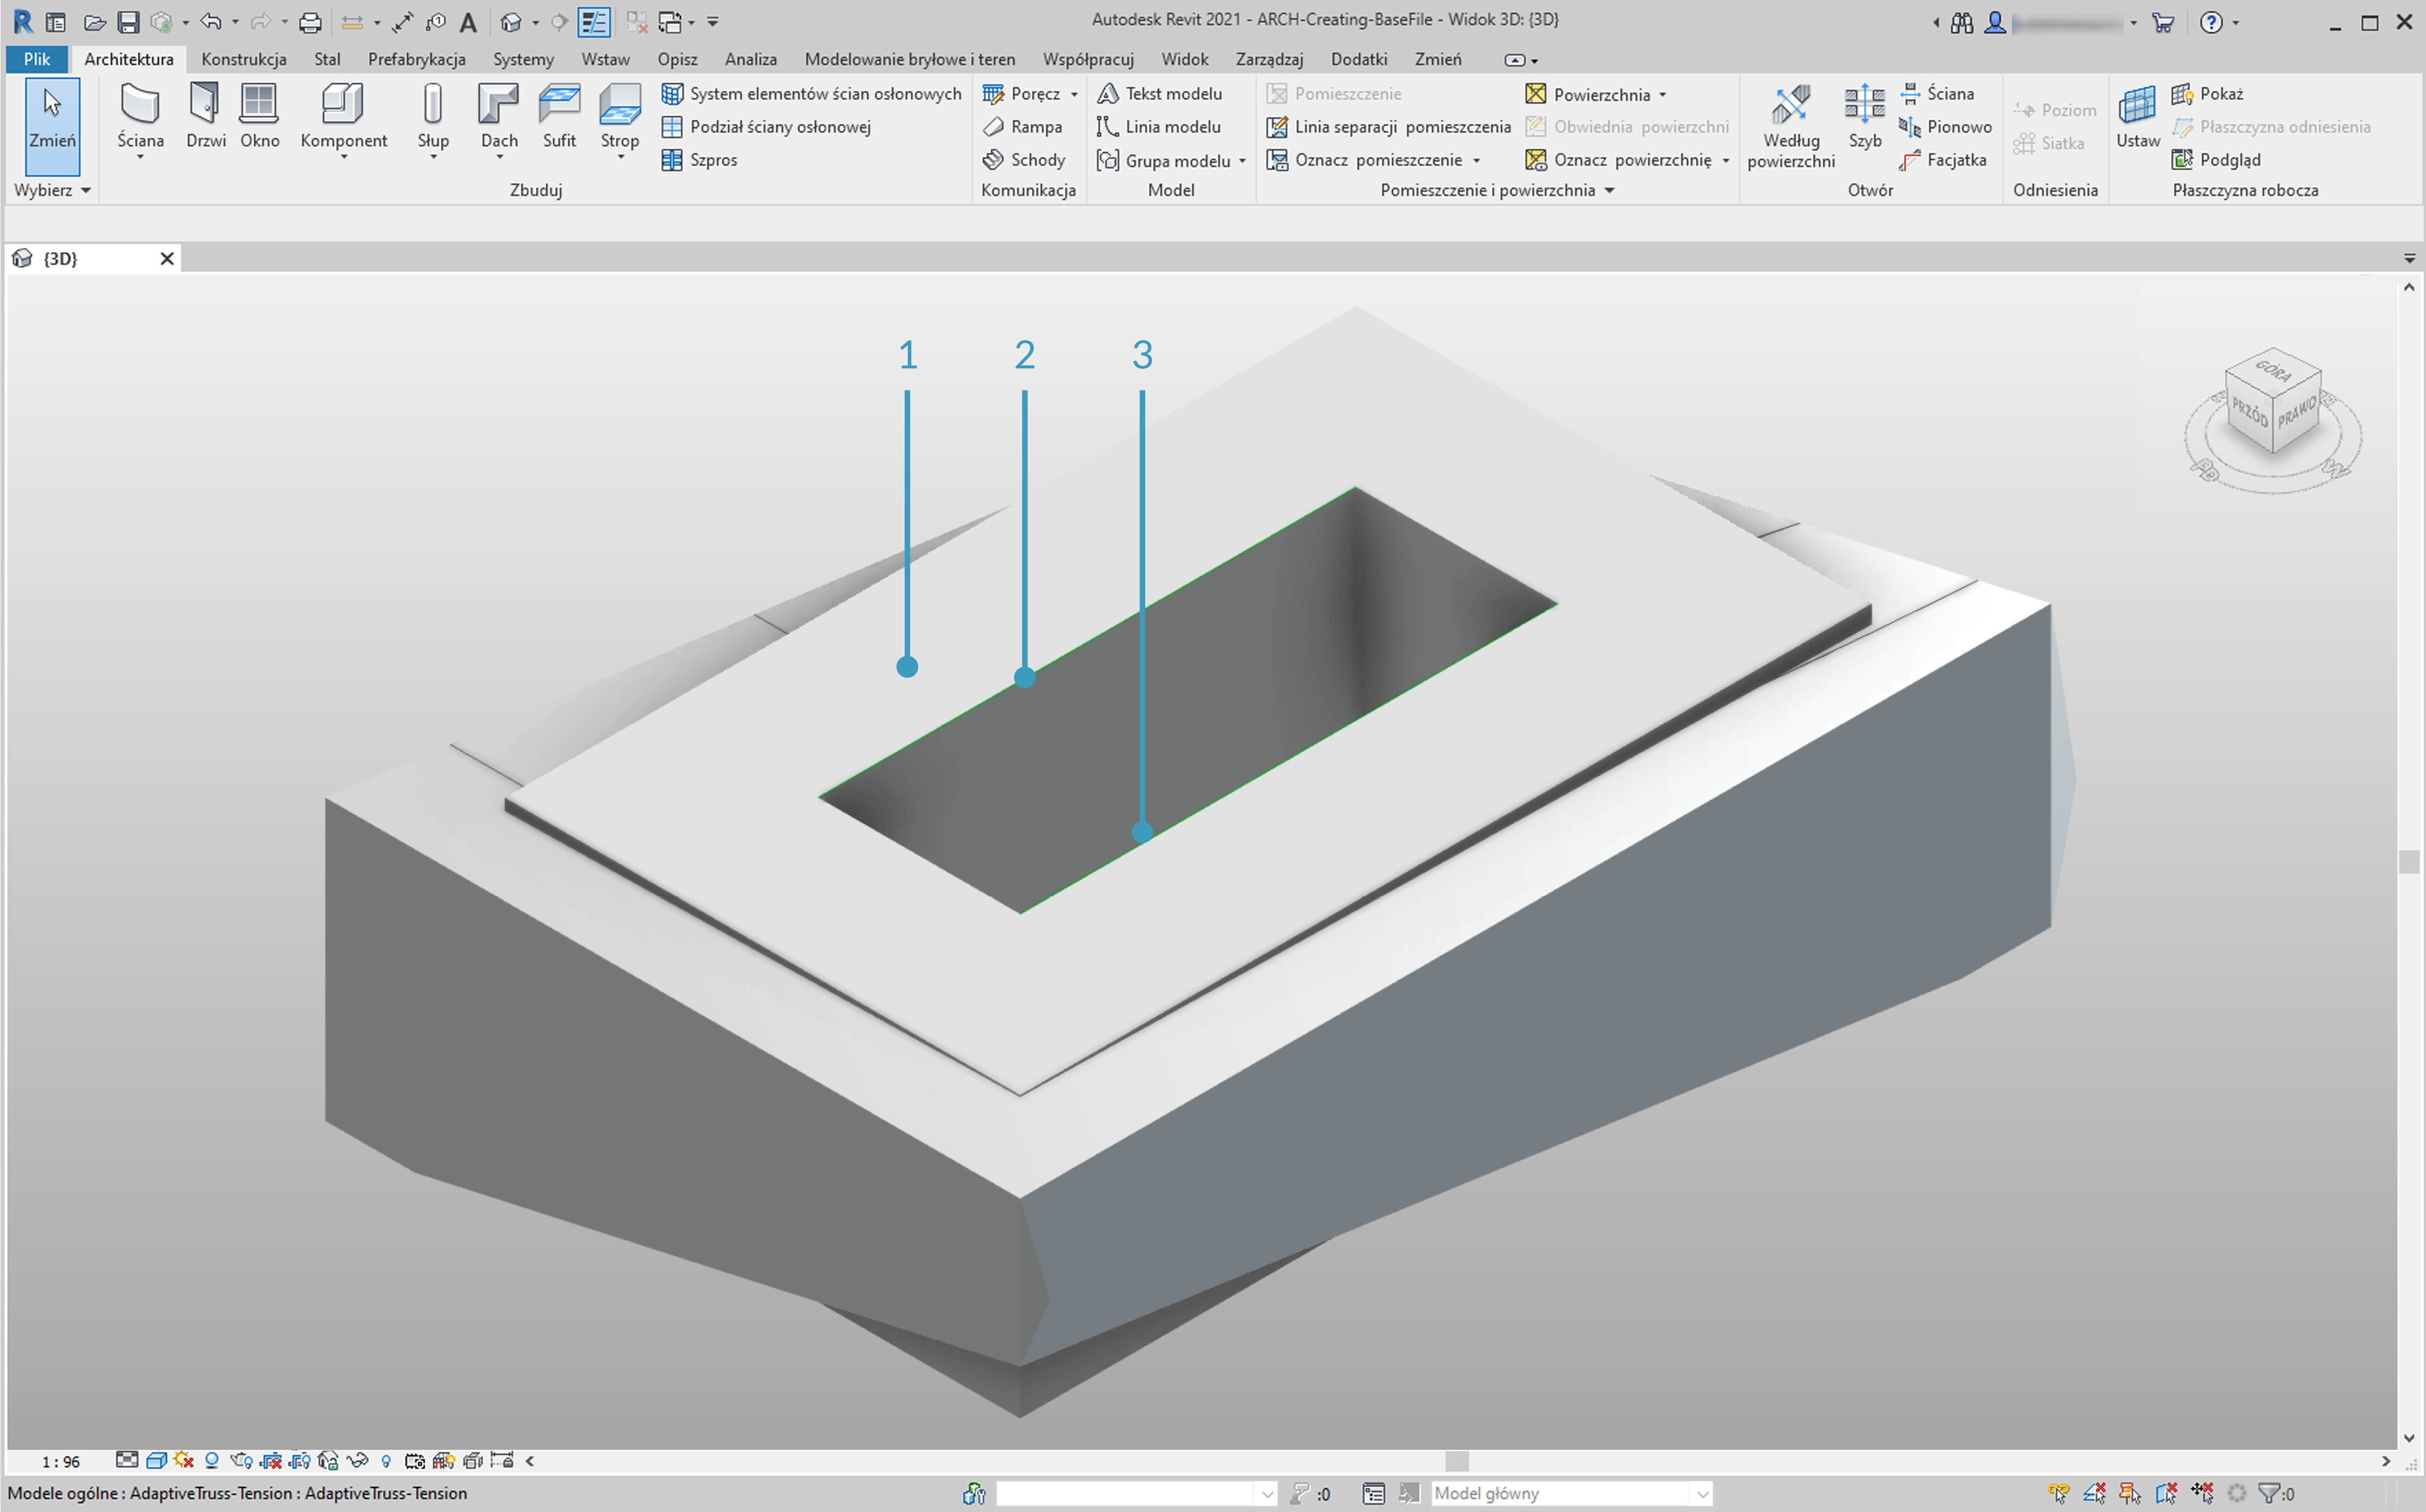 Autodesk Revit 2021 - ARCH-Creating-BaseFile - Widok 3D: {3D}
Plik Architektura Konstrukcja Stal Prefabrykacja Systemy Wstaw Opisz Analiza Modelowanie bryłowe i teren Współpracuj Widok Zarządzaj Dodatki Zmień
Zmień
Wybierz
Ściana
Drzwi
Okno
Komponent
Słup
Dach
Sufit
Strop
System elementów ścian osłonowych
Podział ściany osłonowej
Szpros
Zbuduj
Poręcz
Rampa
Schody
Komunikacja
Tekst modelu
Linia modelu
Grupa modelu
Model
Pomieszczenie
Linia separacji pomieszczenia
Oznacz pomieszczenie
Powierzchnia
Obwiednia powierzchni
Oznacz powierzchnię
Pomieszczenie i powierzchnia
Według
powierzchni
Szyb
Ściana
Pionowo
Facjatka
Otwór
Poziom
Siatka
Odniesienia
Ustaw
Pokaż
Płaszczyzna odniesienia
Podgląd
Płaszczyzna robocza
{3D}
1 2 3
GÓRA
PRZÓD PRAWO
1 : 96
Modele ogólne : AdaptiveTruss-Tension : AdaptiveTruss-Tension
:0
Model główny
:0